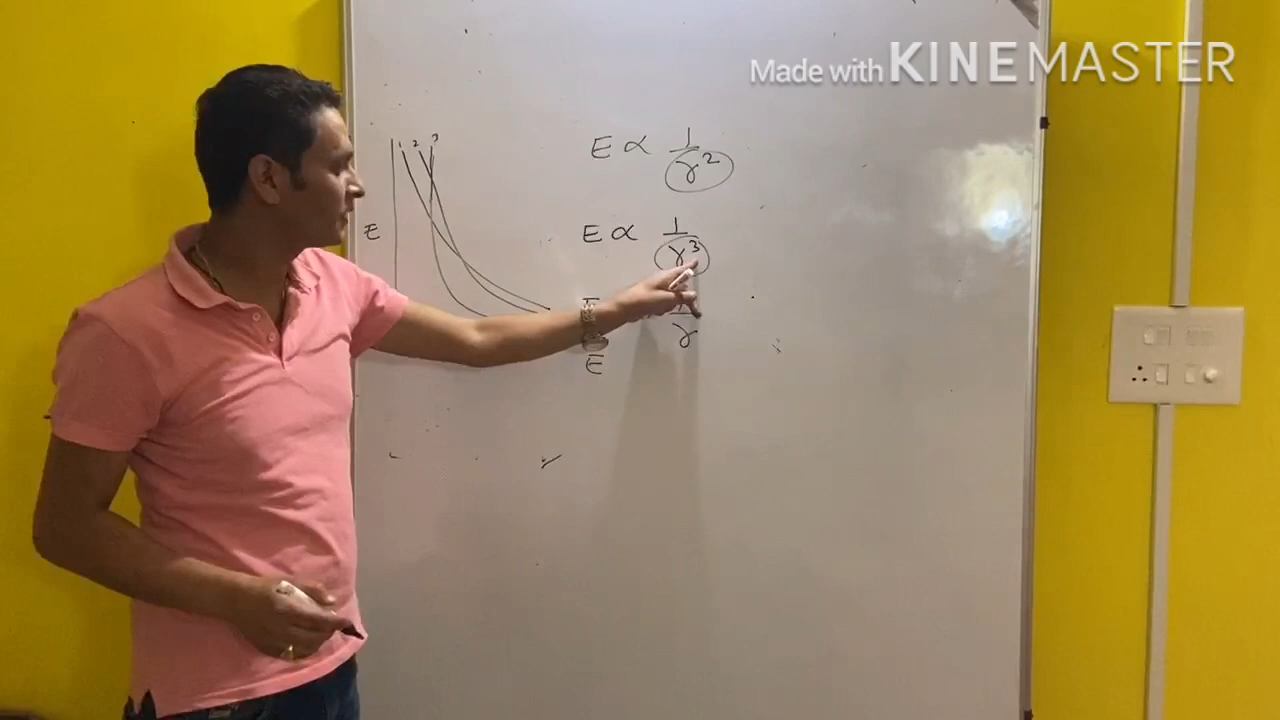 Made with KINEMASTER
1 2 3
E
E ∝ 1/r²
E ∝ 1/r³
r
E